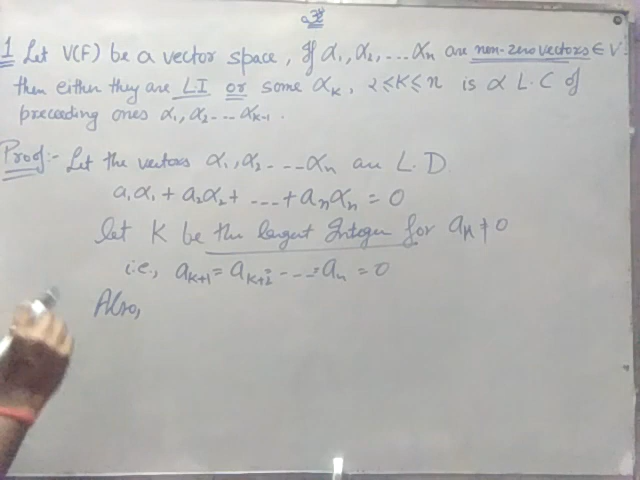 1 Let V(F) be a vector space, If α₁, α₂, ... αn are non-zero vectors ∈ V
then either they are L.I or some αk, 2≤K≤n is a L.C of
preceeding ones α₁, α₂ --- αk-1.
Proof:- Let the vectors α₁, α₂ --- αn are L.D
a₁α₁ + a₂α₂ + --- + anαn = 0
let K be the largest Integer for ak ≠ 0
i.e., ak+1 = ak+2 = --- = an = 0
Also,